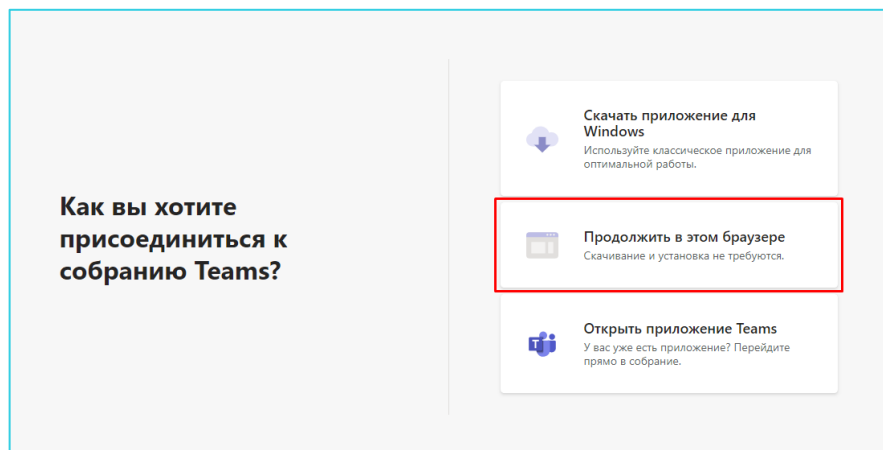 Как вы хотите
присоединиться к
собранию Teams?
Скачать приложение для
Windows
Используйте классическое приложение для
оптимальной работы.
Продолжить в этом браузере
Скачивание и установка не требуются.
Открыть приложение Teams
У вас уже есть приложение? Перейдите
прямо в собрание.